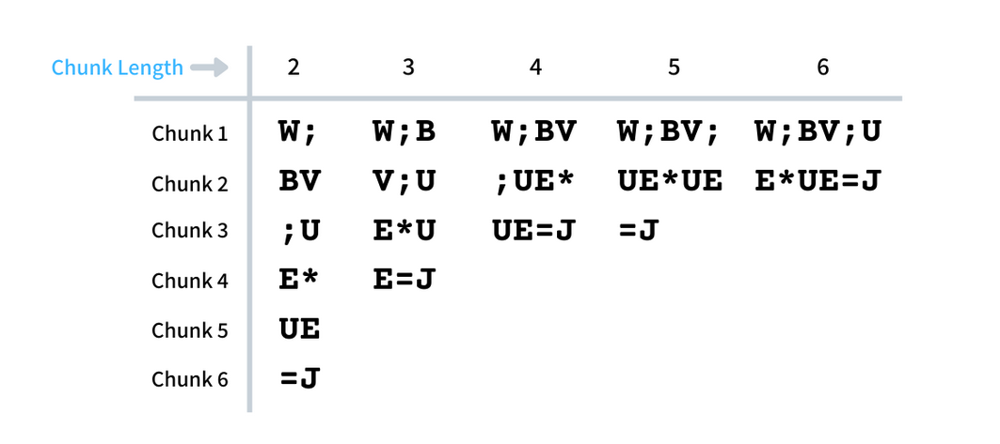 Chunk Length 2 3 4 5 6
Chunk 1 W; W;B W;BV W;BV; W;BV;U
Chunk 2 BV V;U ;UE* UE*UE E*UE=J
Chunk 3 ;U E*U UE=J =J
Chunk 4 E* E=J
Chunk 5 UE
Chunk 6 =J